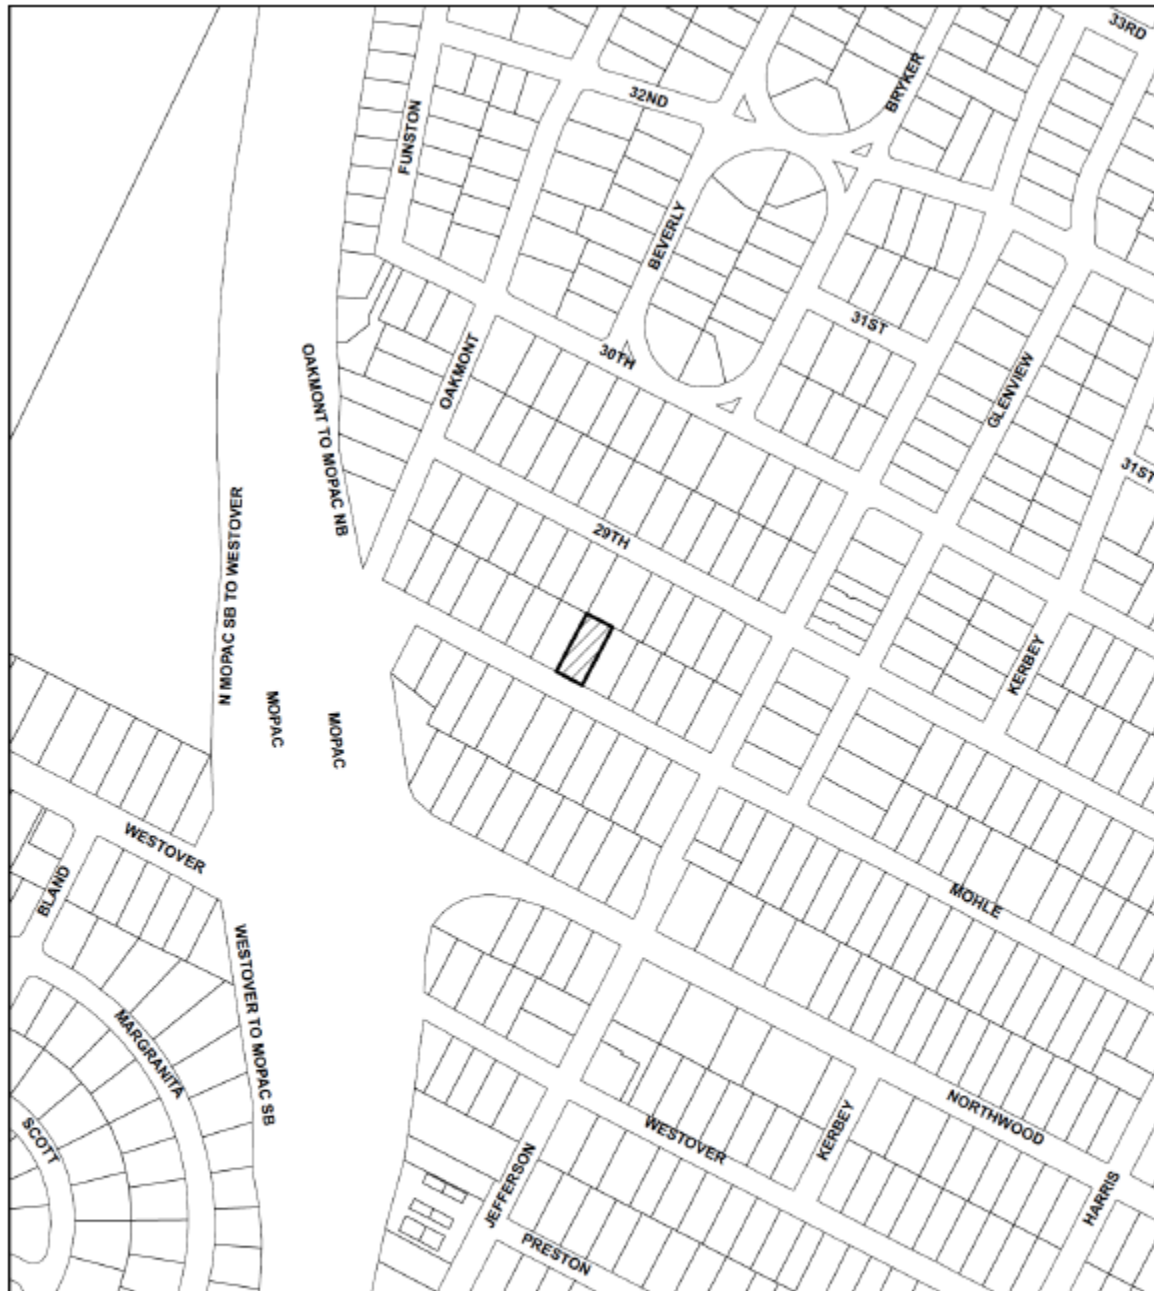 33RD
BRYKER
32ND
FUNSTON
BEVERLY
31ST
30TH
OAKMONT
GLENVIEW
OAKMONT TO MOPAC NB
31ST
29TH
N MOPAC SB TO WESTOVER
KERBEY
MOPAC
MOPAC
WESTOVER
BLAND
MOHLE
WESTOVER TO MOPAC SB
MARGRANITA
SCOTT
NORTHWOOD
WESTOVER
KERBEY
JEFFERSON
HARRIS
PRESTON